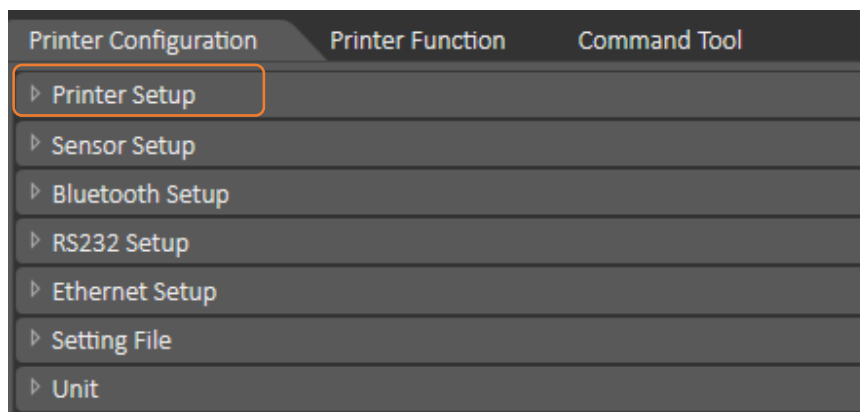 Printer Configuration Printer Function Command Tool
Printer Setup
Sensor Setup
Bluetooth Setup
RS232 Setup
Ethernet Setup
Setting File
Unit